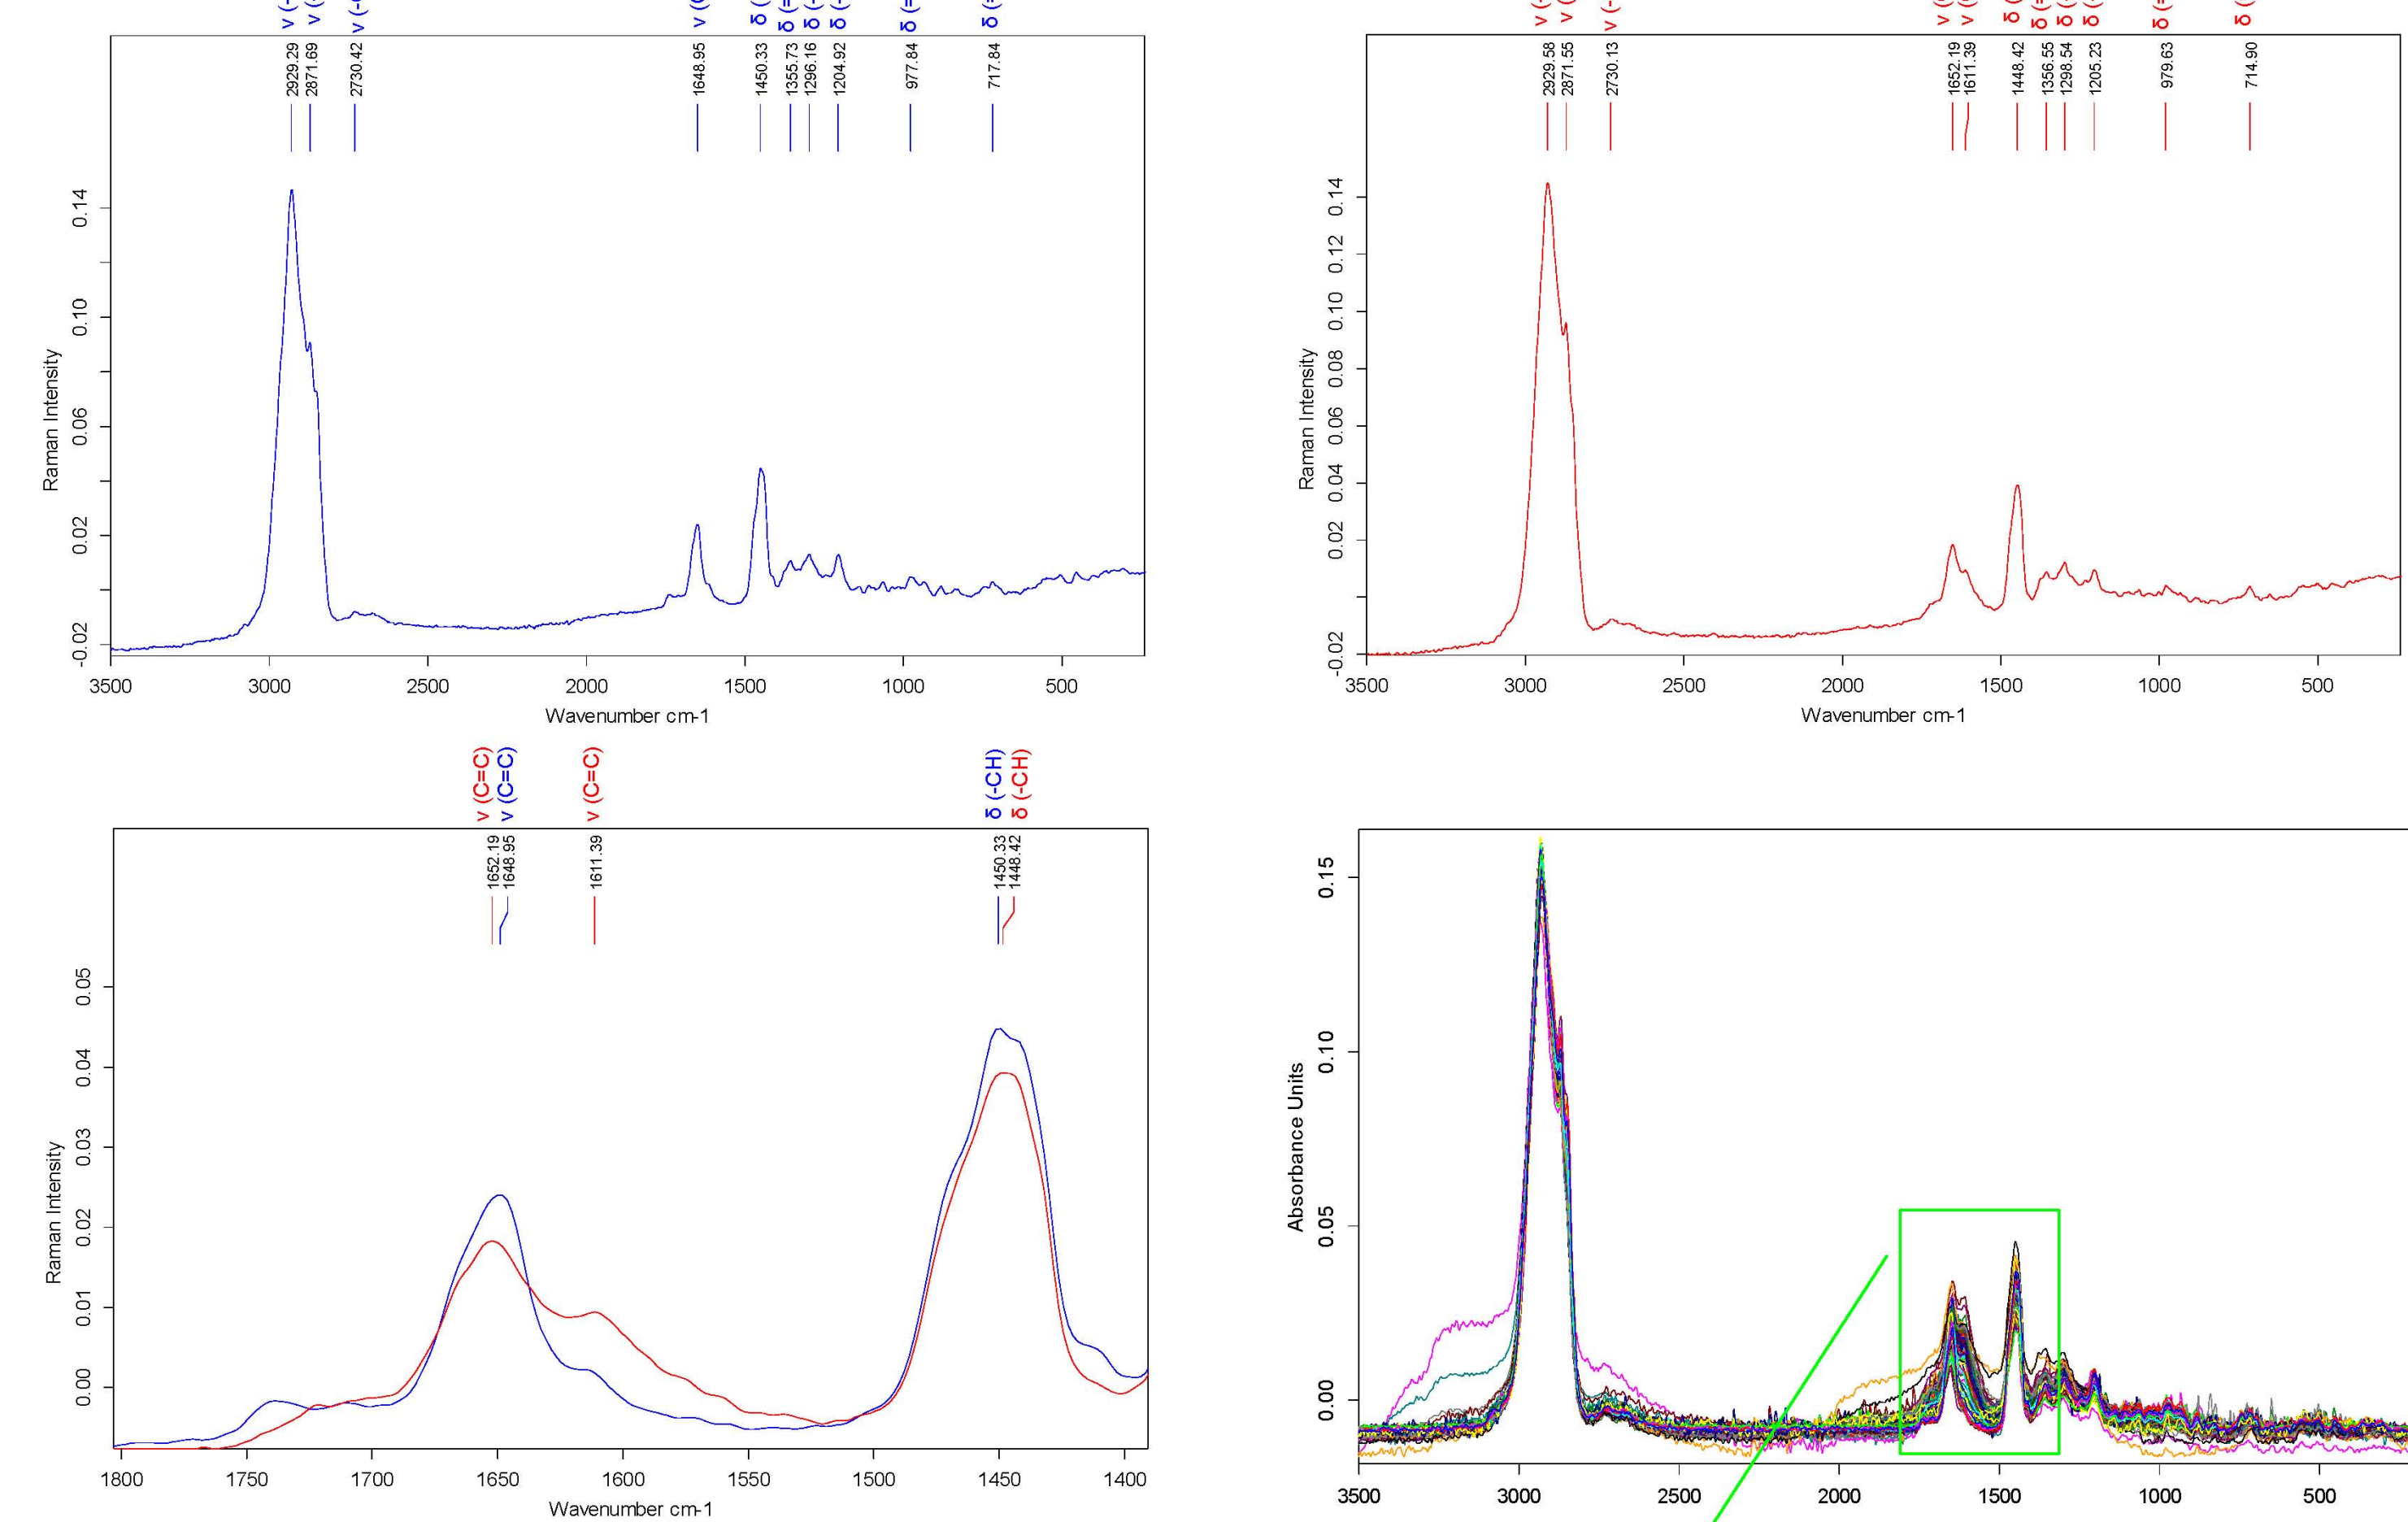 ν (-
ν (-
ν (-C
ν (C
δ (
δ (=
δ (-
δ (-
δ (=
δ (=
2929.29
2871.69
2730.42
1648.95
1450.33
1355.73
1296.16
1204.92
977.84
717.84
Raman Intensity
0.14
0.10
0.06
0.02
-0.02
3500 3000 2500 2000 1500 1000 500
Wavenumber cm-1
ν (-
ν (
ν (-
ν (
ν (
δ (
δ (=
δ (
δ (
δ (=
δ (
2929.58
2871.55
2730.13
1652.19
1611.39
1448.42
1356.55
1298.54
1205.23
979.63
714.90
Raman Intensity
0.14
0.12
0.10
0.08
0.06
0.04
0.02
-0.02
3500 3000 2500 2000 1500 1000 500
Wavenumber cm-1
ν (C=C)
ν (C=C)
ν (C=C)
δ (-CH)
δ (-CH)
1652.19
1648.95
1611.39
1450.33
1448.42
Raman Intensity
0.05
0.04
0.03
0.02
0.01
0.00
1800 1750 1700 1650 1600 1550 1500 1450 1400
Wavenumber cm-1
Absorbance Units
0.15
0.10
0.05
0.00
3500 3000 2500 2000 1500 1000 500